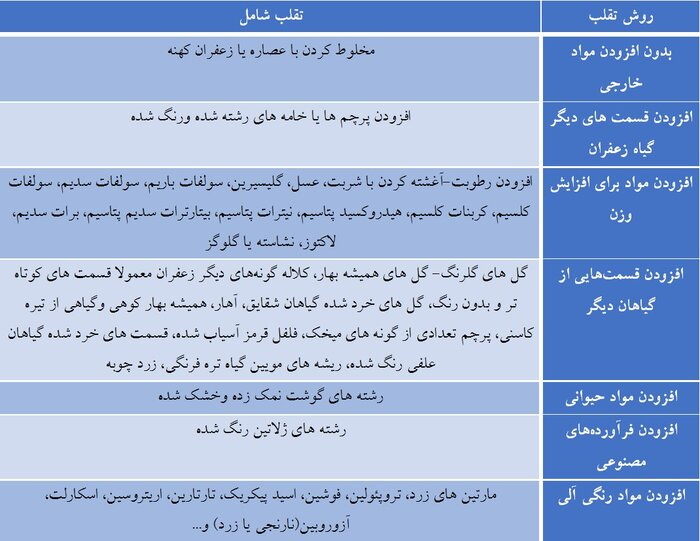 روش تقلب
تقلب شامل
بدون افزودن مواد
خارجی
مخلوط کردن با عصاره یا زعفران کهنه
افزودن قسمت های دیگر
گیاه زعفران
افزودن پرچم ها یا خامه های رشته شده ورنگ شده
افزودن مواد برای افزایش
وزن
افزودن رطوبت-آغشته کردن با شربت، عسل، گلیسیرین، سولفات باریم، سولفات سدیم، سولفات
کلسیم، کربنات کلسیم، هیدروکسید پتاسیم، نیترات پتاسیم، بیتارترات سدیم پتاسیم، برات سدیم،
لاکتوز، نشاسته یا گلوگز
افزودن قسمت‌هایی از
گیاهان دیگر
گل های گلرنگ- گل های همیشه بهار، کلاله گونه‌های دیگر زعفران معمولا قسمت های کوتاه
تر و بدون رنگ، گل های خرد شده گیاهان شقایق، آهار، همیشه بهار کوهی وگیاهی از تیره
کاسنی، پرچم تعدادی از گونه های میخک، فلفل قرمز آسیاب شده، قسمت های خرد شده گیاهان
علفی رنگ شده، ریشه های مویین گیاه تره فرنگی، زرد چوبه
افزودن مواد حیوانی
رشته های گوشت نمک زده وخشک شده
افزودن فرآورده‌های
مصنوعی
رشته های ژلاتین رنگ شده
افزودن مواد رنگی آلی
مارتین های زرد، تروپئولین، فوشین، اسید پیکریک، تارتارین، اریتروسین، اسکارلت،
آزوروبین(نارنجی یا زرد) و...